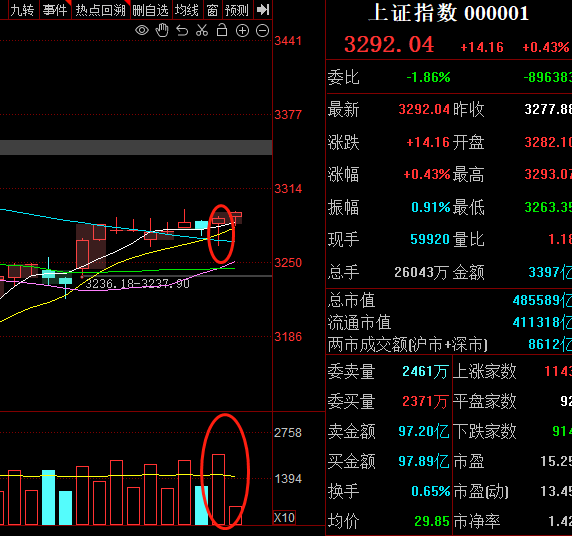 九转 事件 热点回溯 删自选 均线 窗 预测
3441
3377
3314
3250
3186
3236.18-3237.90
2758
1394
X10
上证指数 000001
3292.04 +14.16 +0.43%
委比 -1.86% -896383
最新 3292.04 昨收 3277.88
涨跌 +14.16 开盘 3282.10
涨幅 +0.43% 最高 3293.07
振幅 0.91% 最低 3263.35
现手 59920 量比 1.18
总手 26043万 金额 3397亿
总市值 485589亿
流通市值 411318亿
两市成交额(沪市+深市) 8612亿
委卖量 2461万 上涨家数 1143
委买量 2371万 平盘家数 92
卖金额 97.20亿 下跌家数 914
买金额 97.89亿 市盈 15.25
换手 0.65% 市盈(动) 13.45
均价 29.85 市净率 1.42